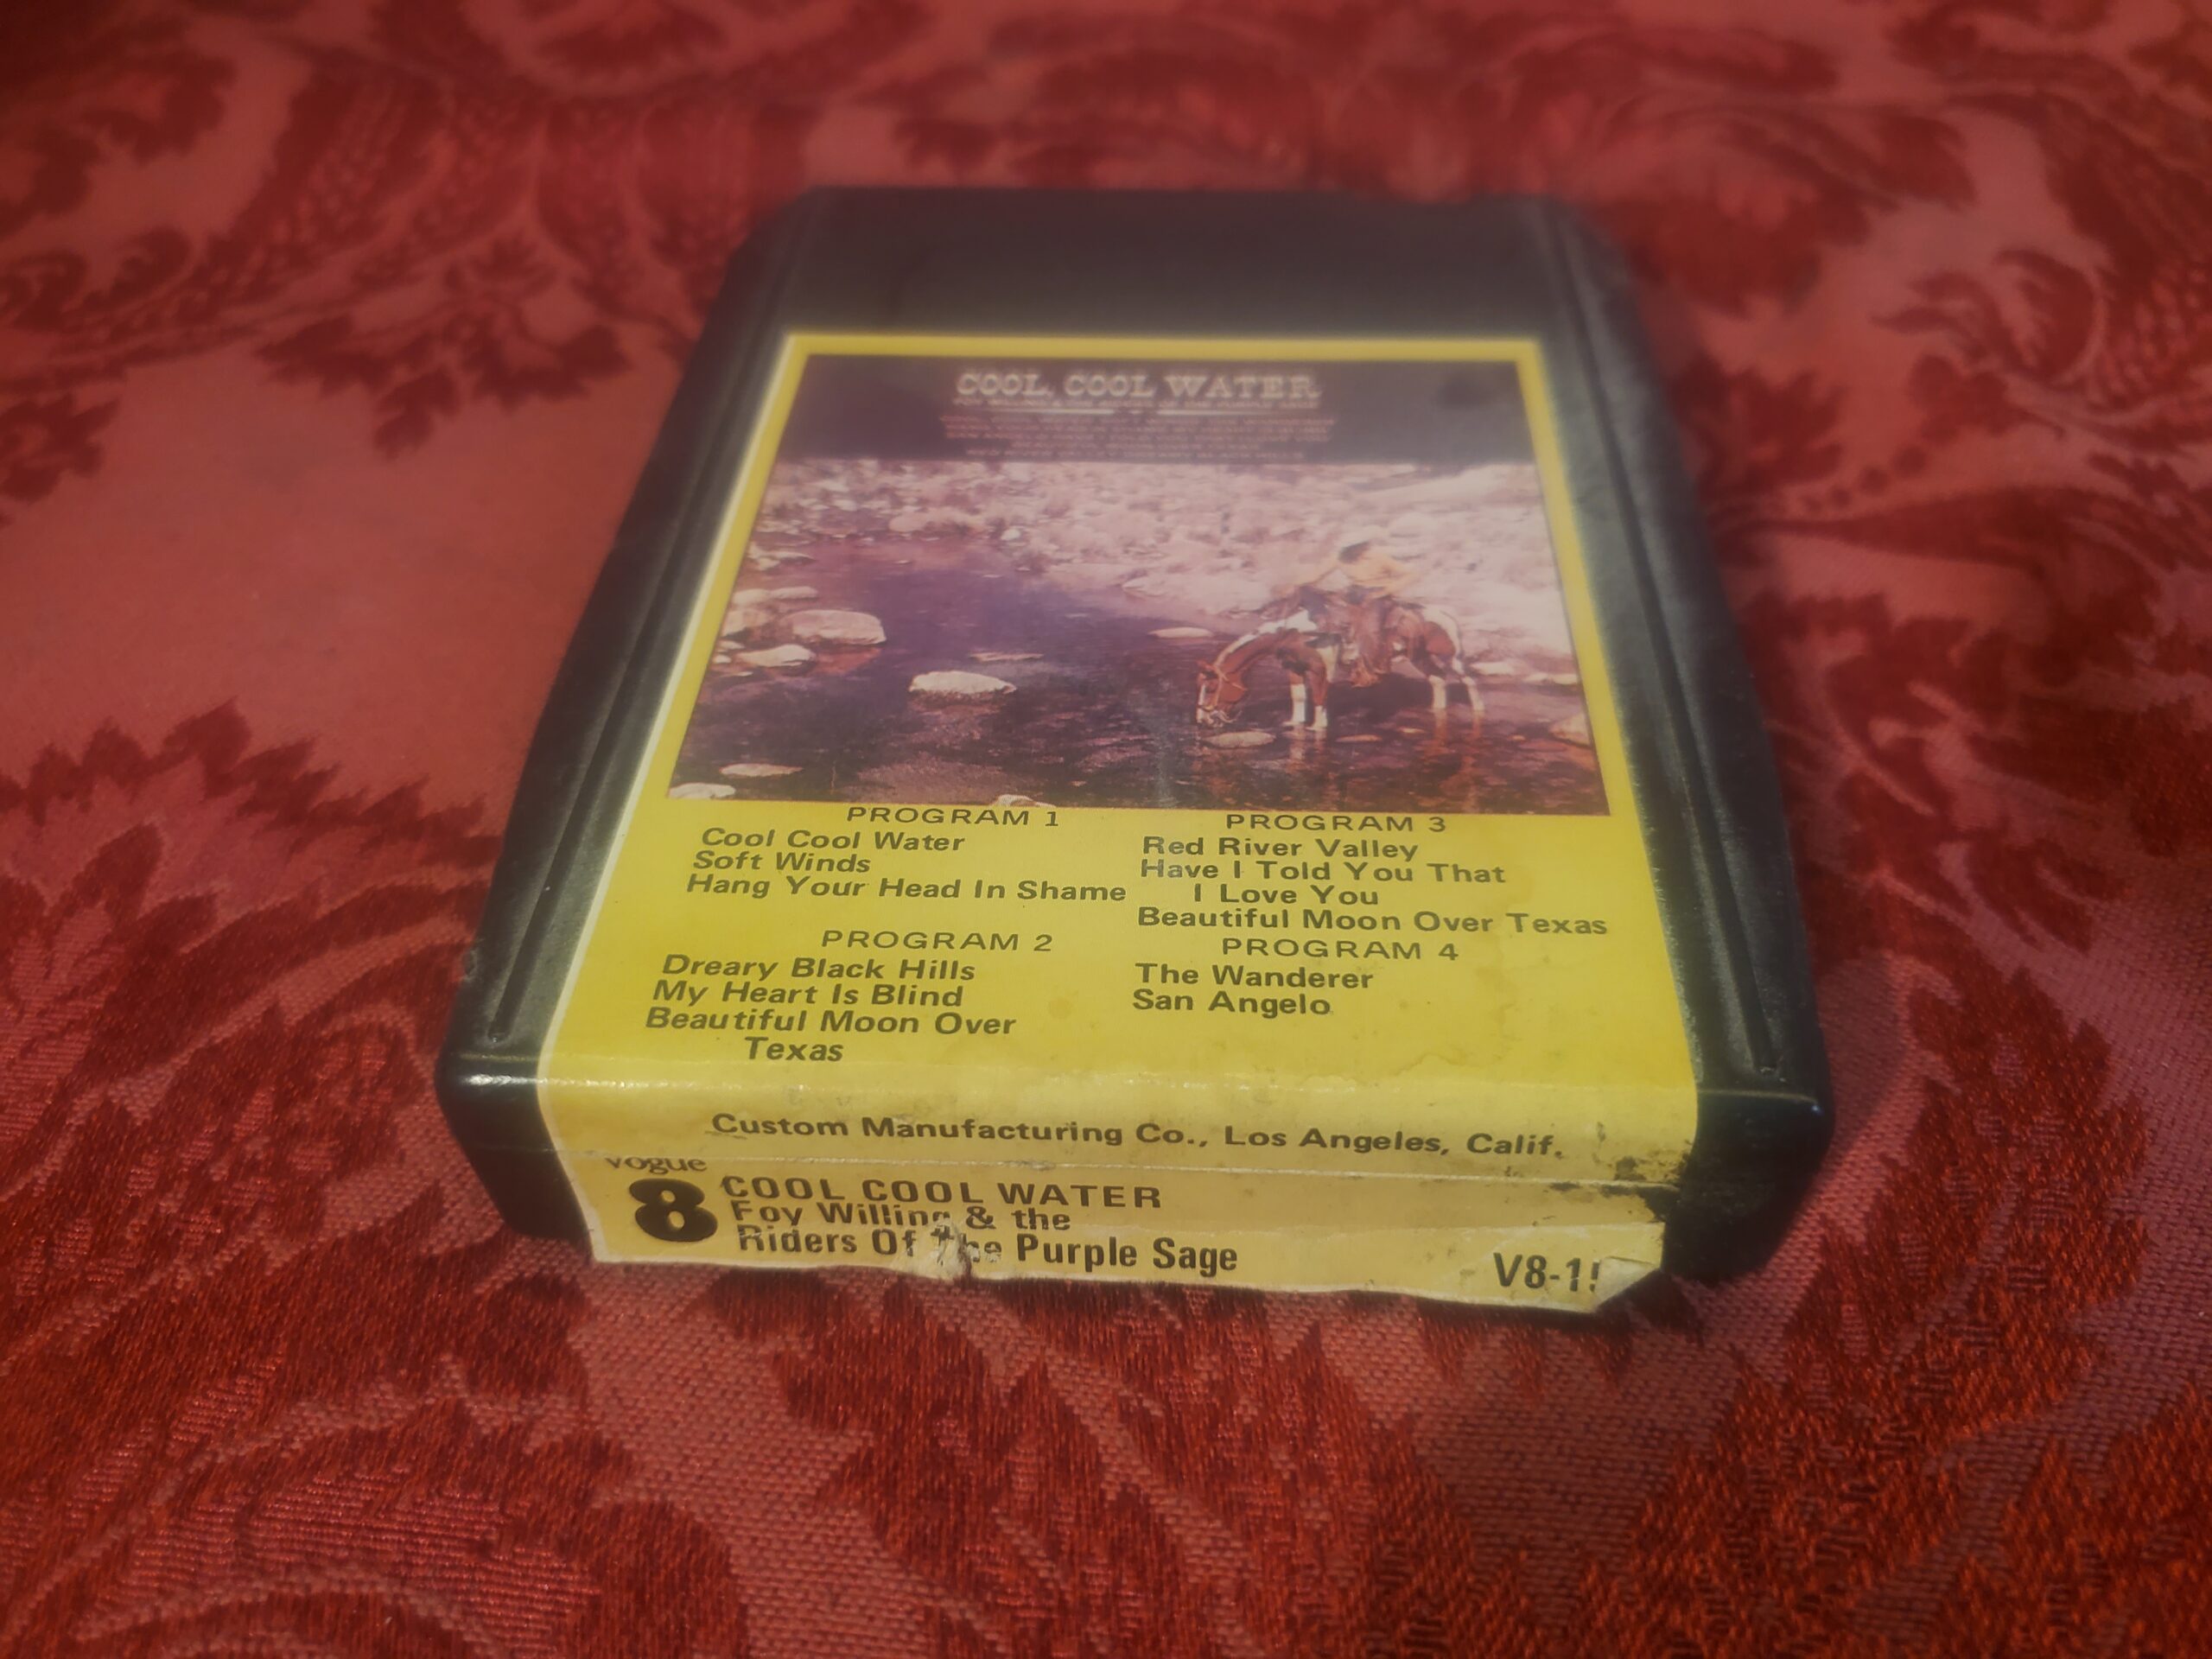 COOL, COOL WATER
PROGRAM 1
Cool Cool Water
Soft Winds
Hang Your Head In Shame
PROGRAM 2
Dreary Black Hills
My Heart Is Blind
Beautiful Moon Over
Texas
PROGRAM 3
Red River Valley
Have I Told You That
I Love You
Beautiful Moon Over Texas
PROGRAM 4
The Wanderer
San Angelo
Custom Manufacturing Co., Los Angeles, Calif.
vogue
8
COOL COOL WATER
Foy Willing & the
Riders Of The Purple Sage